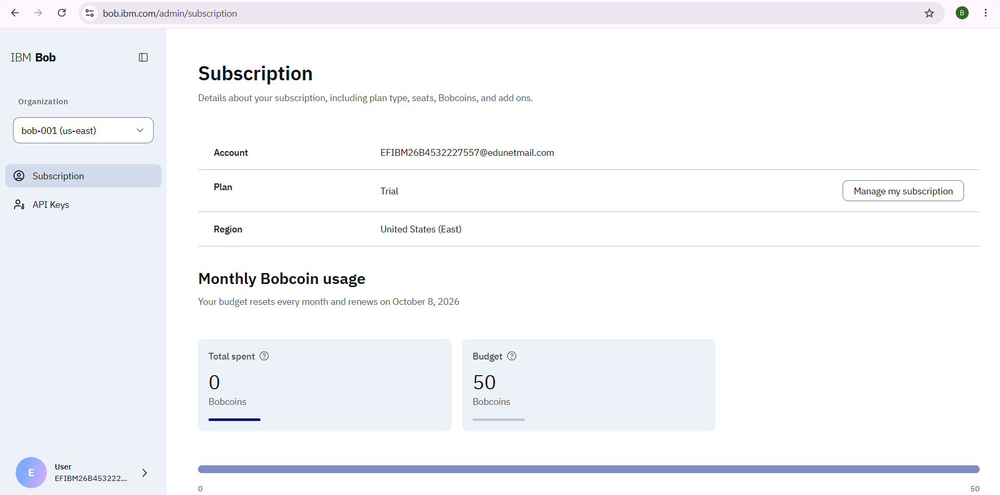 bob.ibm.com/admin/subscription
B
IBM Bob
Organization
bob-001 (us-east)
Subscription
API Keys
Subscription
Details about your subscription, including plan type, seats, Bobcoins, and add ons.
Account
EFIBM26B4532227557@edunetmail.com
Plan
Trial
Manage my subscription
Region
United States (East)
Monthly Bobcoin usage
Your budget resets every month and renews on October 8, 2026
Total spent ?
0
Bobcoins
Budget ?
50
Bobcoins
0
50
E
User
EFIBM26B453222...